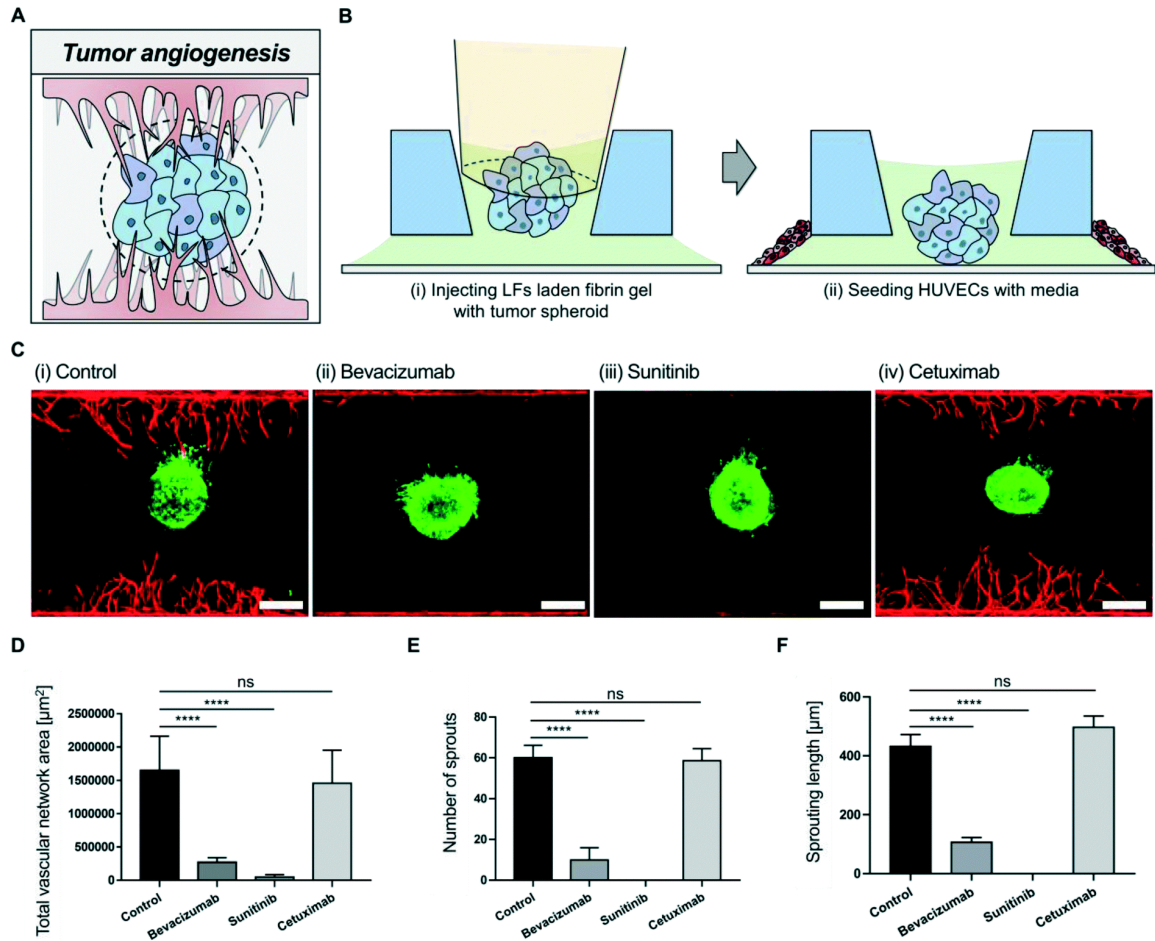 A
Tumor angiogenesis
B
(i) Injecting LFs laden fibrin gel
with tumor spheroid
(ii) Seeding HUVECs with media
C
(i) Control
(ii) Bevacizumab
(iii) Sunitinib
(iv) Cetuximab
D
Total vascular network area [μm²]
2500000
2000000
1500000
1000000
500000
0
ns
****
****
Control
Bevacizumab
Sunitinib
Cetuximab
E
Number of sprouts
80
60
40
20
0
ns
****
****
Control
Bevacizumab
Sunitinib
Cetuximab
F
Sprouting length [μm]
600
400
200
0
ns
****
****
Control
Bevacizumab
Sunitinib
Cetuximab